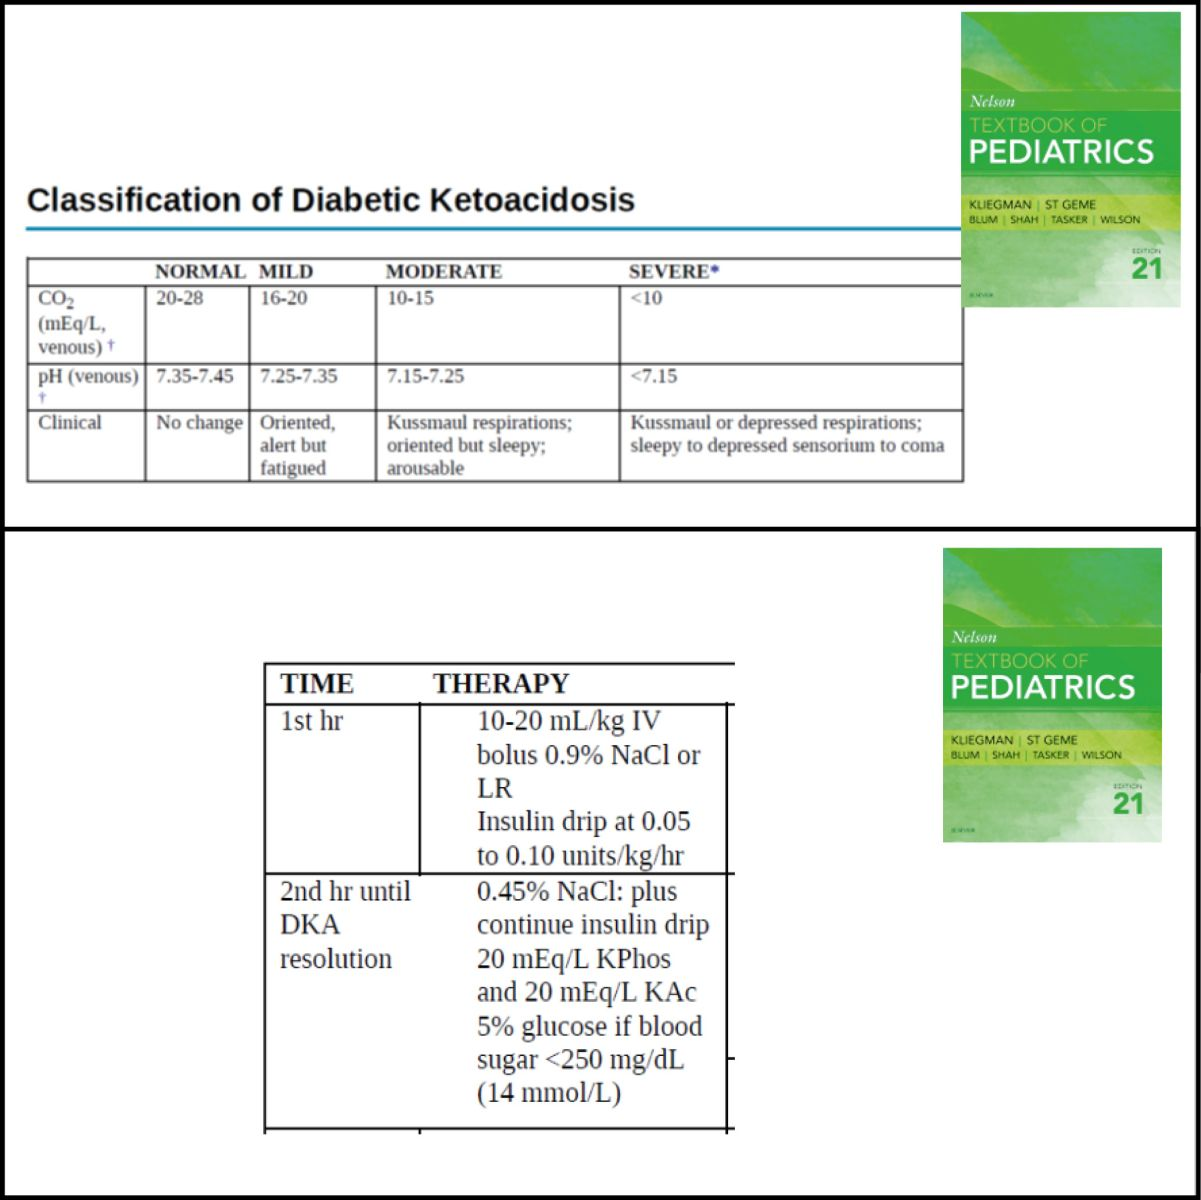 Nelson
TEXTBOOK OF
PEDIATRICS
KLIEGMAN | ST GEME
BLUM | SHAH | TASKER | WILSON
EDITION
21
ELSEVIER
Classification of Diabetic Ketoacidosis
NORMAL MILD MODERATE SEVERE*
CO2 20-28 16-20 10-15 <10
(mEq/L,
venous) †
pH (venous) 7.35-7.45 7.25-7.35 7.15-7.25 <7.15
†
Clinical No change Oriented, Kussmaul respirations; Kussmaul or depressed respirations;
alert but oriented but sleepy; sleepy to depressed sensorium to coma
fatigued arousable
Nelson
TEXTBOOK OF
PEDIATRICS
KLIEGMAN | ST GEME
BLUM | SHAH | TASKER | WILSON
EDITION
21
ELSEVIER
TIME THERAPY
1st hr 10-20 mL/kg IV
bolus 0.9% NaCl or
LR
Insulin drip at 0.05
to 0.10 units/kg/hr
2nd hr until 0.45% NaCl: plus
DKA continue insulin drip
resolution 20 mEq/L KPhos
and 20 mEq/L KAc
5% glucose if blood
sugar <250 mg/dL
(14 mmol/L)